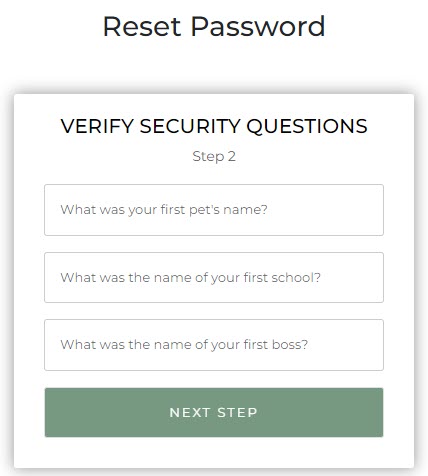 Reset Password
VERIFY SECURITY QUESTIONS
Step 2
What was your first pet's name?
What was the name of your first school?
What was the name of your first boss?
NEXT STEP